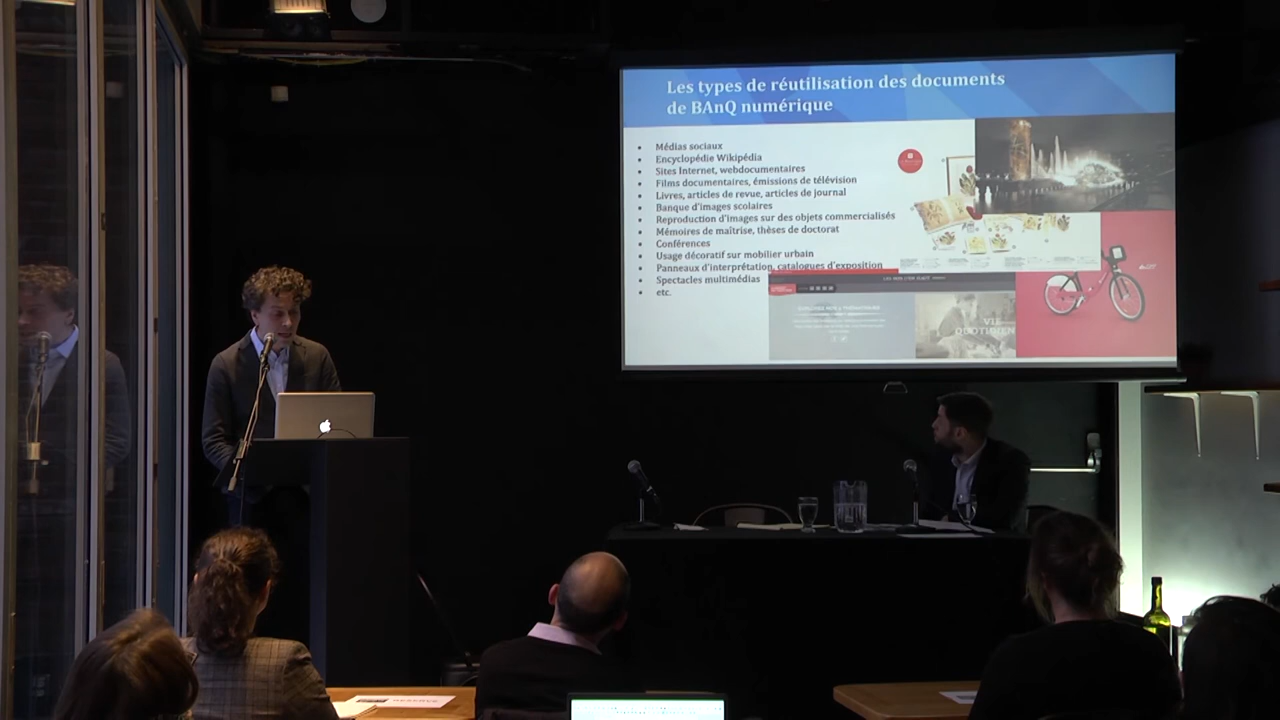 Les types de réutilisation des documents
de BAnQ numérique
• Médias sociaux
• Encyclopédie Wikipédia
• Sites Internet, webdocumentaires
• Films documentaires, émissions de télévision
• Livres, articles de revue, articles de journal
• Banque d'images scolaires
• Reproduction d'images sur des objets commercialisés
• Mémoires de maîtrise, thèses de doctorat
• Conférences
• Usage décoratif sur mobilier urbain
• Panneaux d'interprétation, catalogues d'exposition
• Spectacles multimédias
• etc.
VIE
QUOTIDIEN